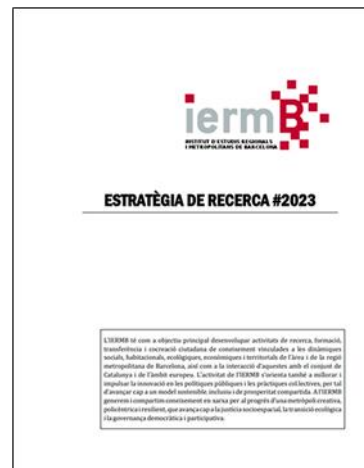 iermB
INSTITUT D'ESTUDIS REGIONALS
I METROPOLITANS DE BARCELONA
ESTRATÈGIA DE RECERCA #2023
L'IERMB té com a objectiu principal desenvolupar activitats de recerca, formació,
transferència i cocreació ciutadana de coneixement vinculades a les dinàmiques
socials, habitacionals, ecològiques, econòmiques i territorials de l'àrea i de la regió
metropolitana de Barcelona, així com a la interacció d'aquestes amb el conjunt de
Catalunya i de l'àmbit europeu. L'activitat de l'IERMB s'orienta també a millorar i
impulsar la innovació en les polítiques públiques i les pràctiques col·lectives, per tal
d'avançar cap a un model sostenible, inclusiu i de prosperitat compartida. A l'IERMB
generem i compartim coneixement en xarxa per al progrés d'una metròpoli creativa,
policèntrica i resilient, que avança cap a la justícia socioespacial, la transició ecològica
i la governança democràtica i participativa.